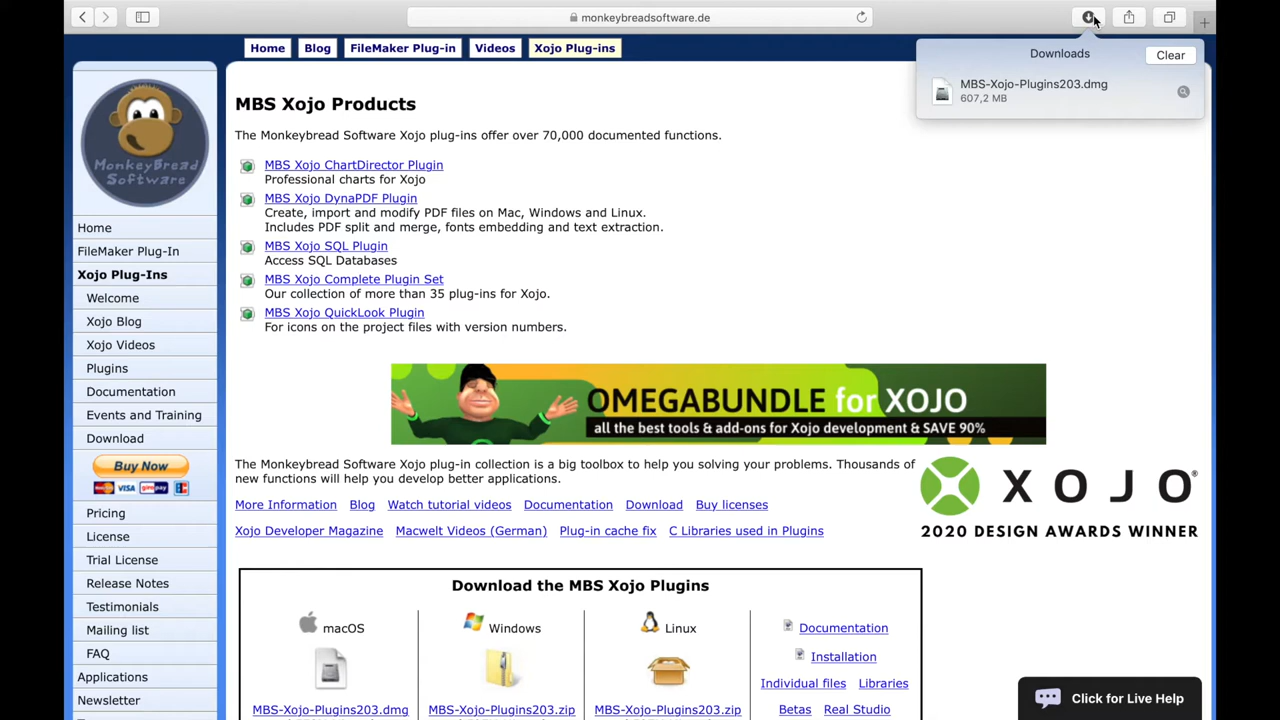 monkeybreadsoftware.de
Home Blog FileMaker Plug-in Videos Xojo Plug-ins
Downloads Clear
MBS-Xojo-Plugins203.dmg
607,2 MB
MonkeyBread
Software
Home
FileMaker Plug-In
Xojo Plug-Ins
Welcome
Xojo Blog
Xojo Videos
Plugins
Documentation
Events and Training
Download
Buy Now
VISA giropay
Pricing
License
Trial License
Release Notes
Testimonials
Mailing list
FAQ
Applications
Newsletter
MBS Xojo Products
The Monkeybread Software Xojo plug-ins offer over 70,000 documented functions.
MBS Xojo ChartDirector Plugin
Professional charts for Xojo
MBS Xojo DynaPDF Plugin
Create, import and modify PDF files on Mac, Windows and Linux.
Includes PDF split and merge, fonts embedding and text extraction.
MBS Xojo SQL Plugin
Access SQL Databases
MBS Xojo Complete Plugin Set
Our collection of more than 35 plug-ins for Xojo.
MBS Xojo QuickLook Plugin
For icons on the project files with version numbers.
OMEGABUNDLE for XOJO
all the best tools & add-ons for Xojo development & SAVE 90%
The Monkeybread Software Xojo plug-in collection is a big toolbox to help you solving your problems. Thousands of
new functions will help you develop better applications.
XOJO®
2020 DESIGN AWARDS WINNER
More Information Blog Watch tutorial videos Documentation Download Buy licenses
Xojo Developer Magazine Macwelt Videos (German) Plug-in cache fix C Libraries used in Plugins
Download the MBS Xojo Plugins
macOS Windows Linux Documentation
Installation
Individual files Libraries
MBS-Xojo-Plugins203.dmg MBS-Xojo-Plugins203.zip MBS-Xojo-Plugins203.zip Betas Real Studio
Click for Live Help